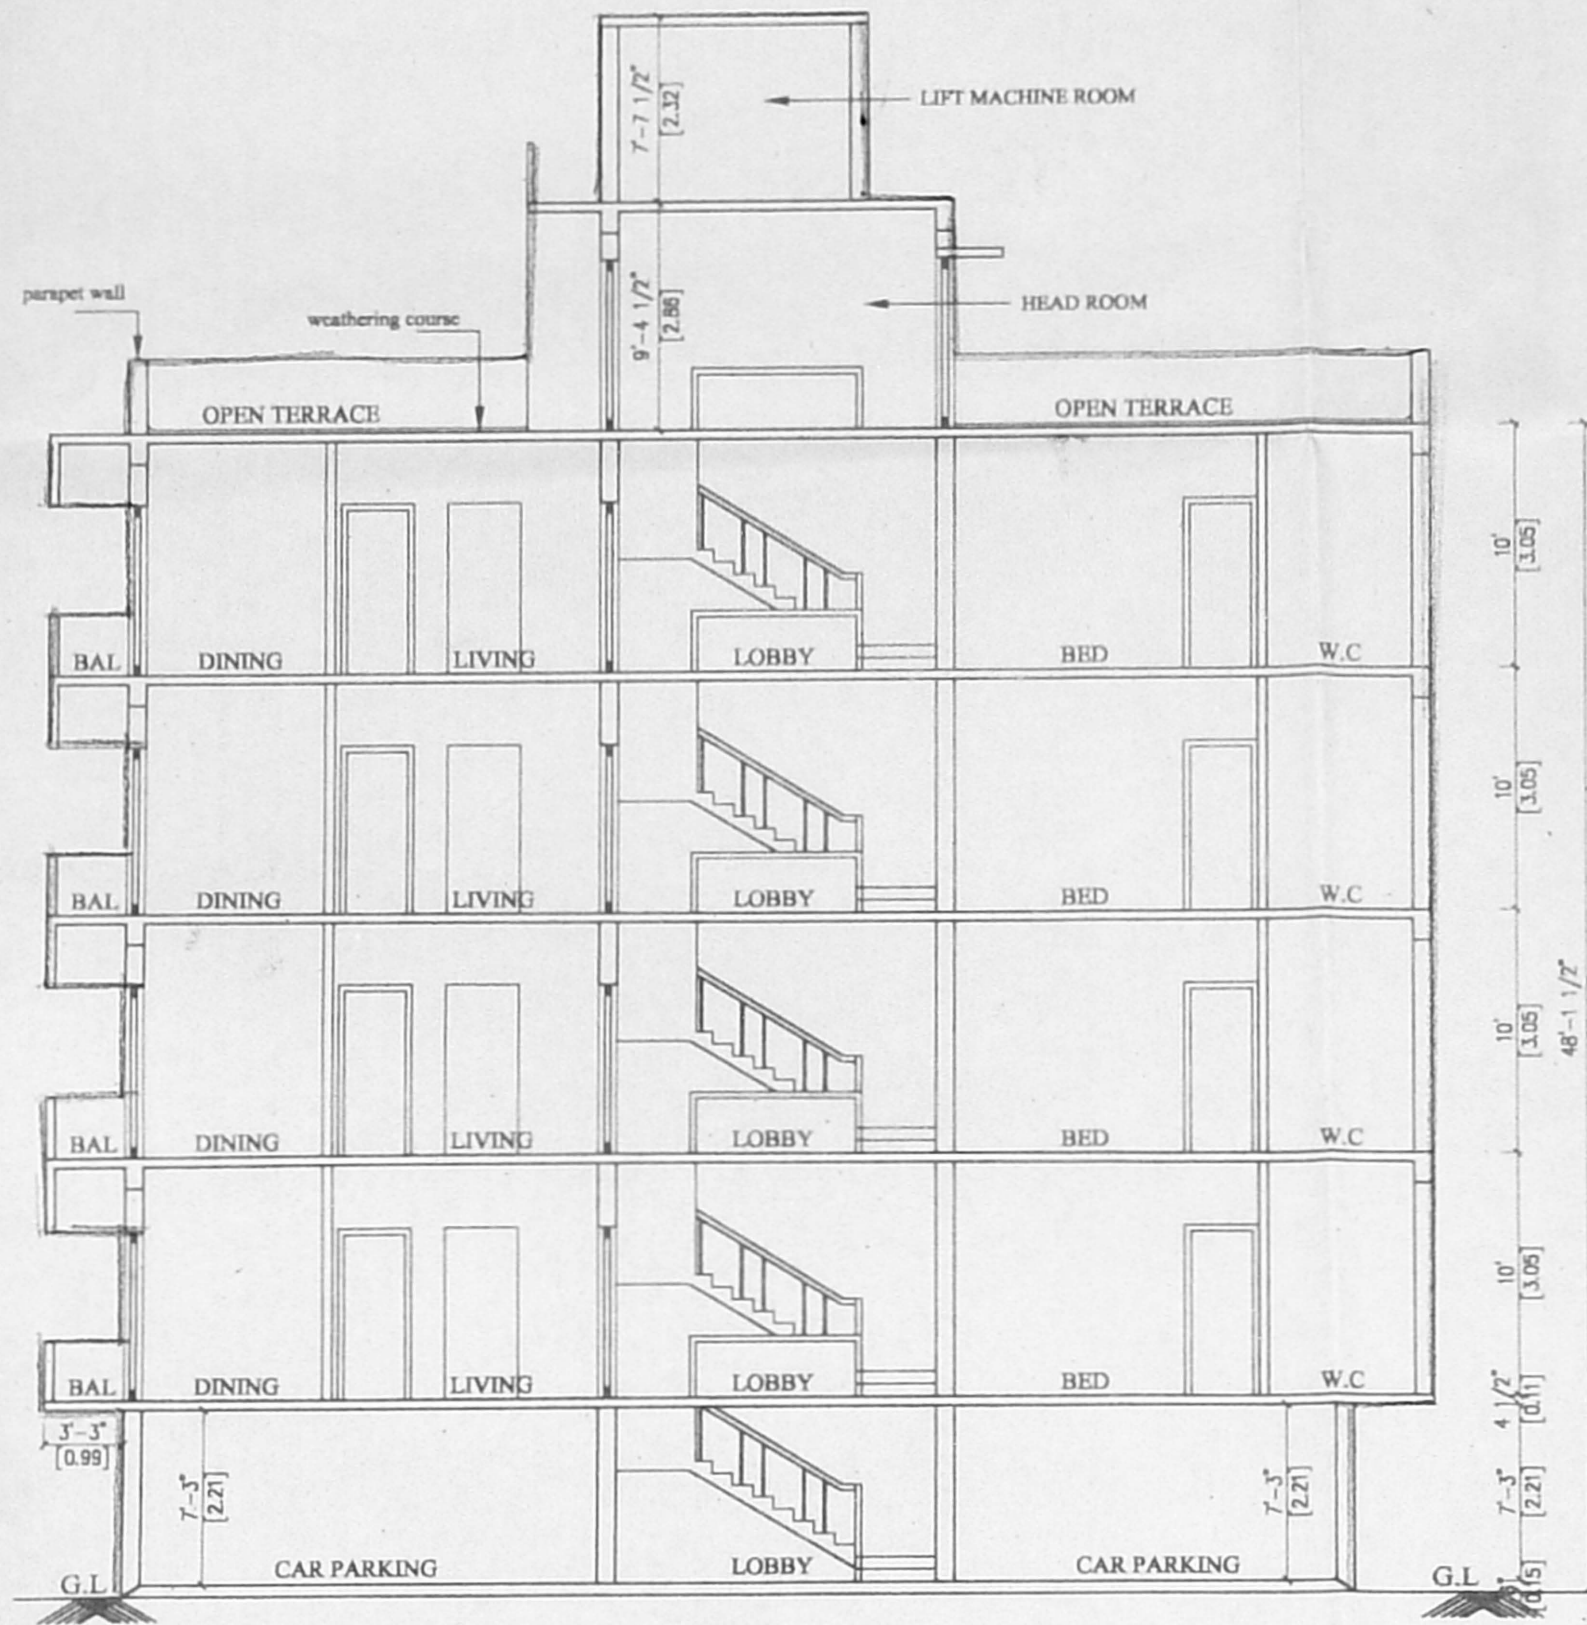 7'-7 1/2"
[2.32]
LIFT MACHINE ROOM
parapet wall
weathering course
9'-4 1/2"
[2.86]
HEAD ROOM
OPEN TERRACE
OPEN TERRACE
10'
[3.05]
BAL DINING LIVING LOBBY BED W.C
10'
[3.05]
BAL DINING LIVING LOBBY BED W.C
10'
[3.05]
48'-1 1/2"
BAL DINING LIVING LOBBY BED W.C
10'
[3.05]
BAL DINING LIVING LOBBY BED W.C
4 1/2"
[0.11]
3'-3"
[0.99]
7'-3"
[2.21]
7'-3"
[2.21]
7'-3"
[2.21]
CAR PARKING LOBBY CAR PARKING
G.L
G.L
[0.15]